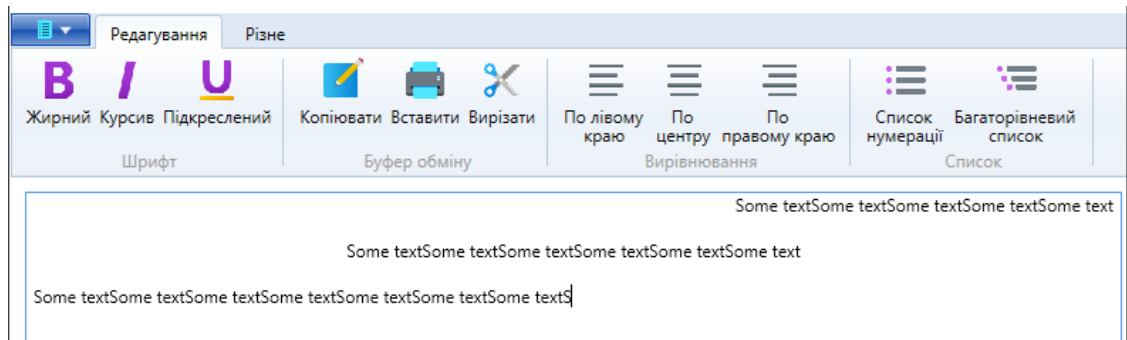 Редагування Різне
B I U
Жирний Курсив Підкреслений Копіювати Вставити Вирізати По лівому По По Список Багаторівневий
краю центру правому краю нумерації список
Шрифт Буфер обміну Вирівнювання Список
Some textSome textSome textSome textSome text
Some textSome textSome textSome textSome textSome text
Some textSome textSome textSome textSome textSome textSome textS